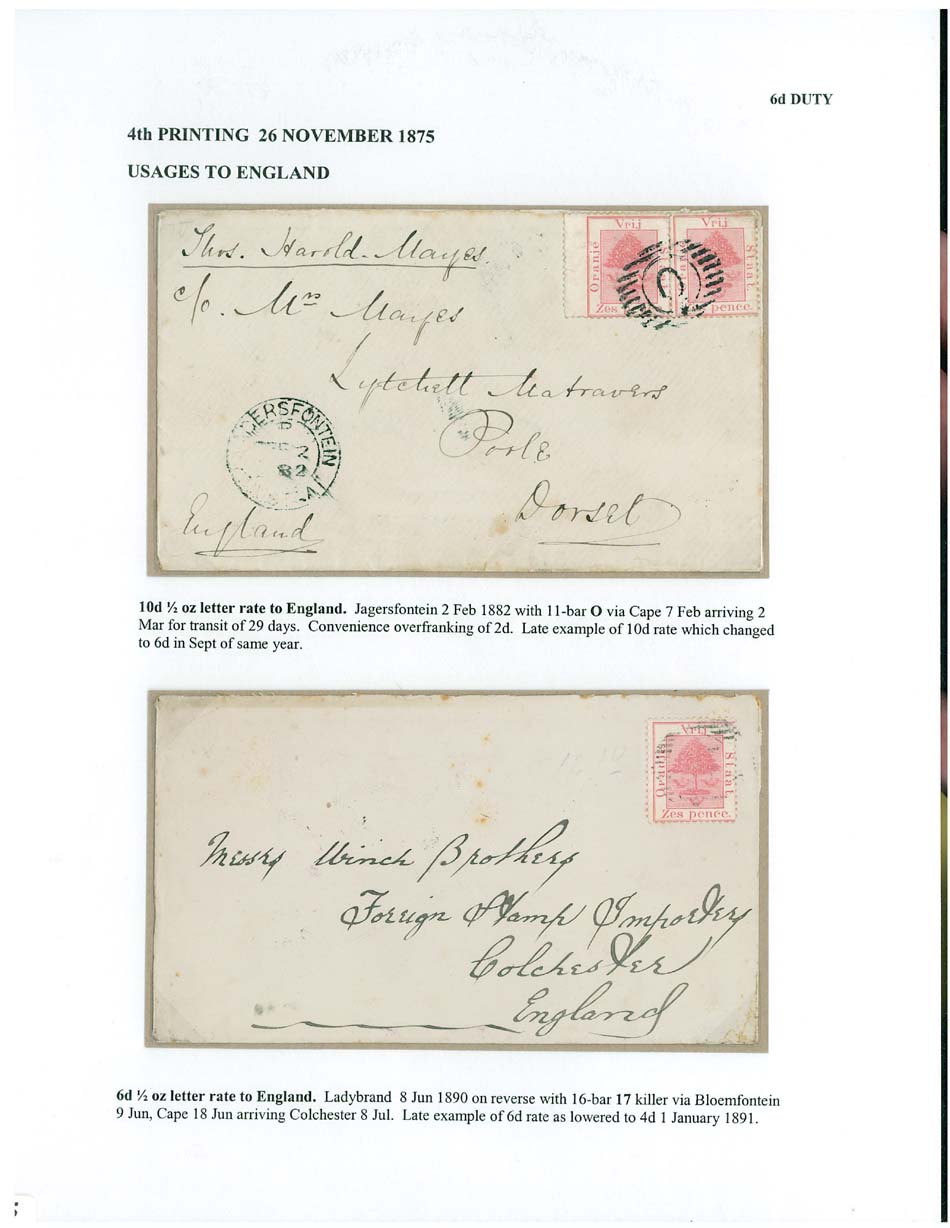 6d DUTY
4th PRINTING 26 NOVEMBER 1875
USAGES TO ENGLAND
Thos. Harold. Mayes.
c/o. Mrs Mayes
Lytchett Matravers
Poole
Dorset
England
Vrij
Oranje
Zes
Vrij
Staat.
pence.
GERSFONTEIN
2
82
10d ½ oz letter rate to England. Jagersfontein 2 Feb 1882 with 11-bar O via Cape 7 Feb arriving 2
Mar for transit of 29 days. Convenience overfranking of 2d. Late example of 10d rate which changed
to 6d in Sept of same year.
Vrij
Oranje
Staat.
Zes pence.
Messrs Winch Brothers
Foreign Stamp Importers
Colchester
England
6d ½ oz letter rate to England. Ladybrand 8 Jun 1890 on reverse with 16-bar 17 killer via Bloemfontein
9 Jun, Cape 18 Jun arriving Colchester 8 Jul. Late example of 6d rate as lowered to 4d 1 January 1891.